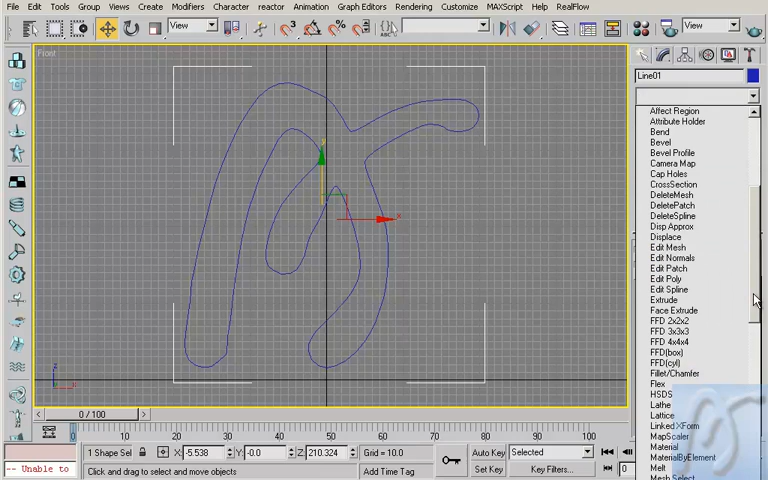 File Edit Tools Group Views Create Modifiers Character reactor Animation Graph Editors Rendering Customize MAXScript Help RealFlow
View View
Front
Line01
Affect Region
Attribute Holder
Bend
Bevel
Bevel Profile
Camera Map
Cap Holes
CrossSection
DeleteMesh
DeletePatch
DeleteSpline
Disp Approx
Displace
Edit Mesh
Edit Normals
Edit Patch
Edit Poly
Edit Spline
Extrude
Face Extrude
FFD 2x2x2
FFD 3x3x3
FFD 4x4x4
FFD(box)
FFD(cyl)
Fillet/Chamfer
Flex
HSDS
Lathe
Lattice
Linked XForm
MapScaler
Material
MaterialByElement
Melt
Mesh Select
y
x
z
x
0 / 100
0 10 20 30 40 50 60 70 80 90 100
1 Shape Sel X: -5.538 Y: -0.0 Z: 210.324 Grid = 10.0 Auto Key Selected
-- Unable to Click and drag to select and move objects Add Time Tag Set Key Key Filters... 0